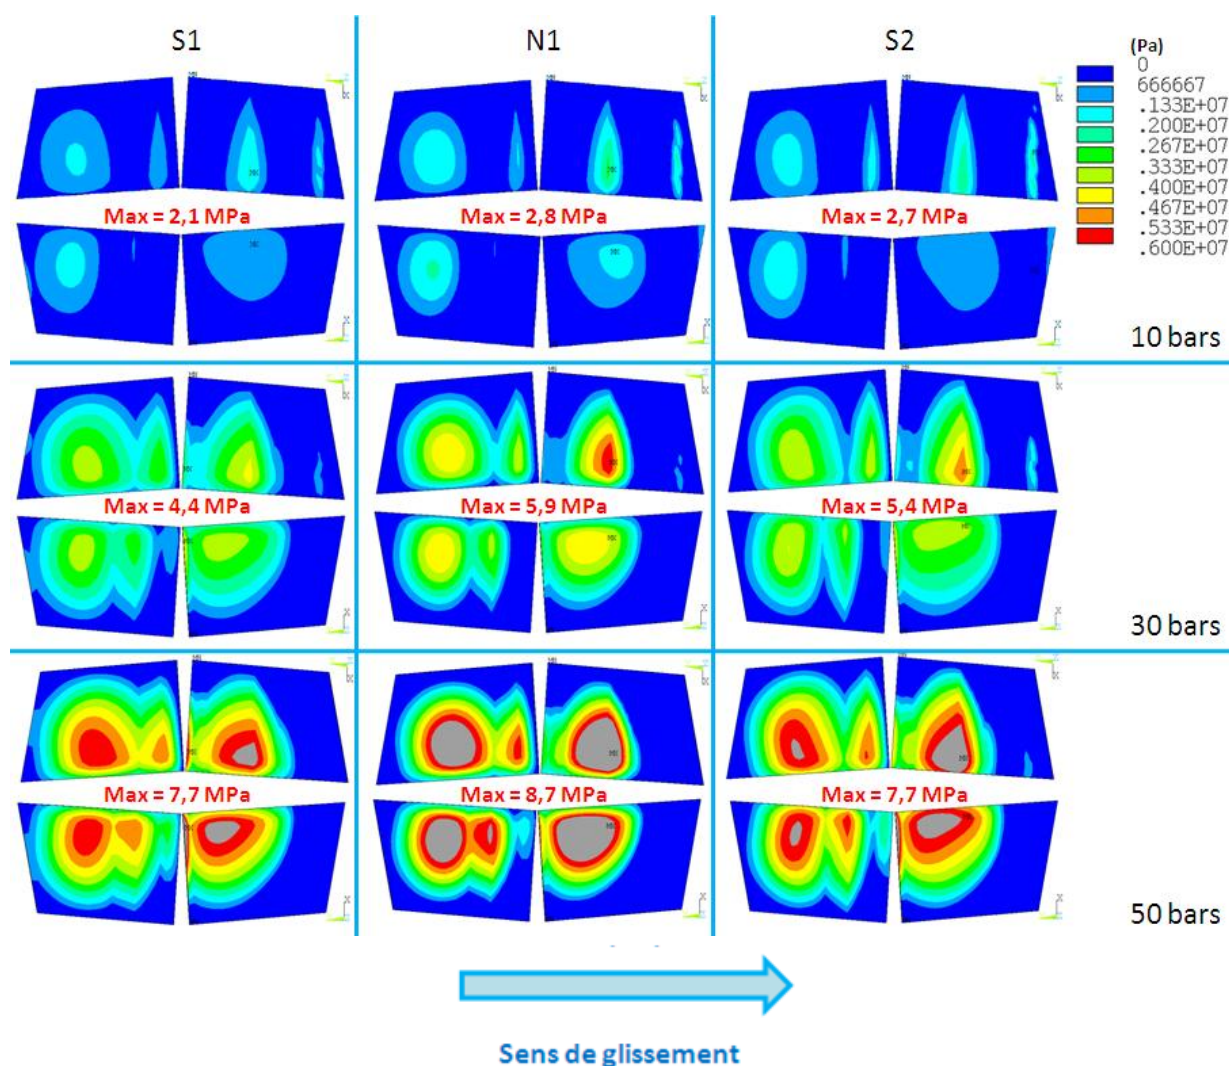 S1
N1
S2
(Pa)
0
666667
.133E+07
.200E+07
.267E+07
.333E+07
.400E+07
.467E+07
.533E+07
.600E+07
Max = 2,1 MPa
Max = 2,8 MPa
Max = 2,7 MPa
10 bars
Max = 4,4 MPa
Max = 5,9 MPa
Max = 5,4 MPa
30 bars
Max = 7,7 MPa
Max = 8,7 MPa
Max = 7,7 MPa
50 bars
Sens de glissement